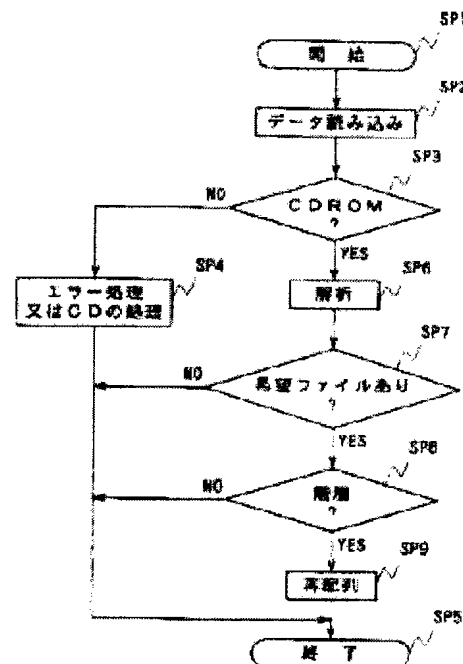 SP1
開始
SP2
データ読み込み
SP3
CDROM
?
NO
YES
SP4
エラー処理
又はCDの処理
SP6
解析
SP7
希望ファイルあり
?
NO
YES
SP8
階層
?
NO
YES
SP9
再配列
SP5
終了